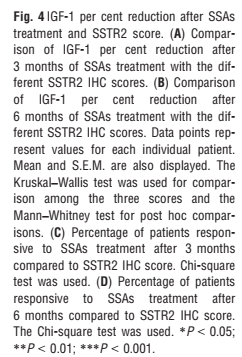 Fig. 4 IGF-1 per cent reduction after SSAs
treatment and SSTR2 score. (A) Compar-
ison of IGF-1 per cent reduction after
3 months of SSAs treatment with the dif-
ferent SSTR2 IHC scores. (B) Comparison
of IGF-1 per cent reduction after
6 months of SSAs treatment with the dif-
ferent SSTR2 IHC scores. Data points rep-
resent values for each individual patient.
Mean and S.E.M. are also displayed. The
Kruskal–Wallis test was used for compar-
ison among the three scores and the
Mann–Whitney test for post hoc compar-
isons. (C) Percentage of patients respon-
sive to SSAs treatment after 3 months
compared to SSTR2 IHC score. Chi-square
test was used. (D) Percentage of patients
responsive to SSAs treatment after
6 months compared to SSTR2 IHC score.
The Chi-square test was used. *P < 0.05;
**P < 0.01; ***P < 0.001.